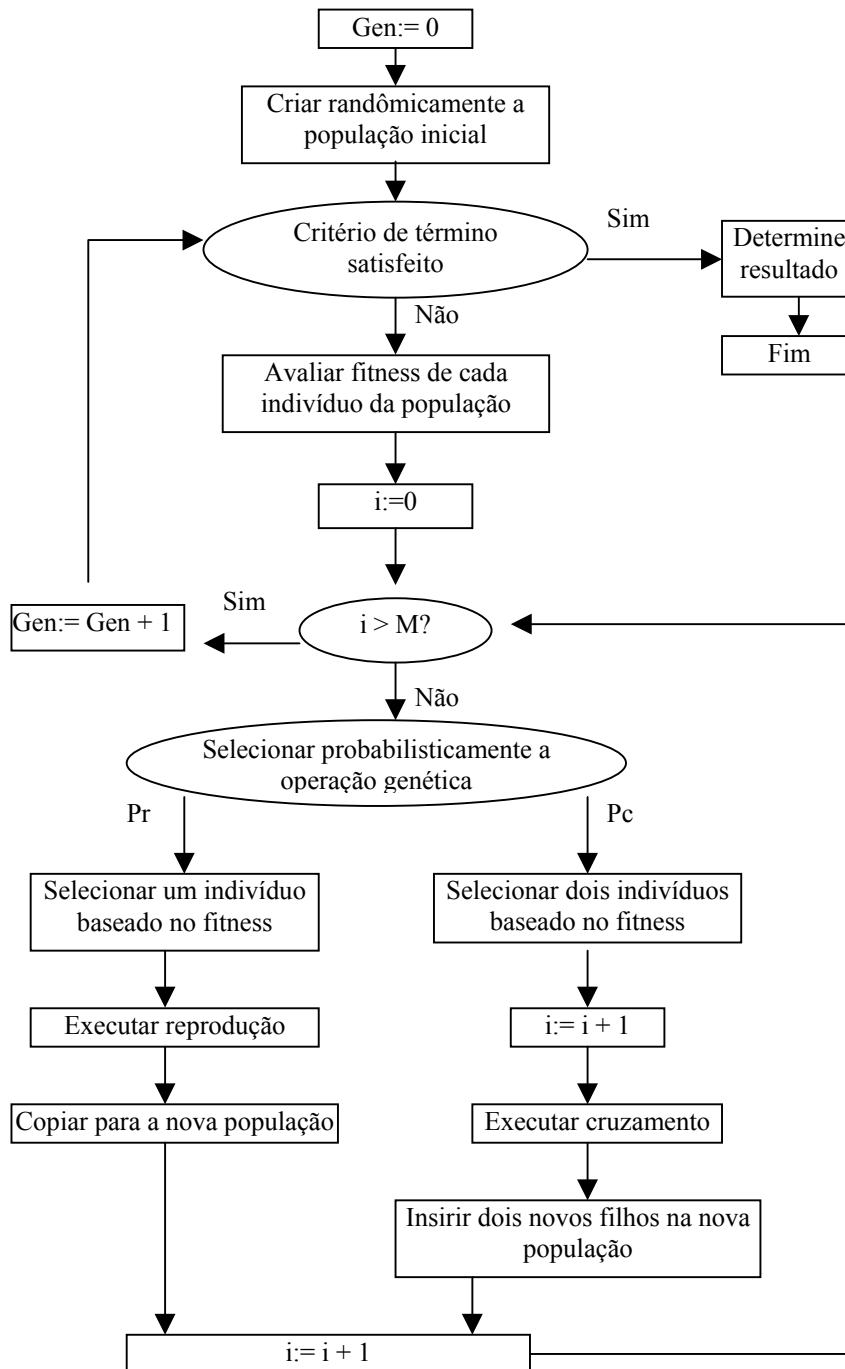 Gen:= 0
Criar randômicamente a
população inicial
Critério de término
satisfeito
Sim
Determine
resultado
Fim
Não
Avaliar fitness de cada
indivíduo da população
i:=0
Gen:= Gen + 1
Sim
i > M?
Não
Selecionar probabilisticamente a
operação genética
Pr
Pc
Selecionar um indivíduo
baseado no fitness
Selecionar dois indivíduos
baseado no fitness
Executar reprodução
i:= i + 1
Copiar para a nova população
Executar cruzamento
Insirir dois novos filhos na nova
população
i:= i + 1